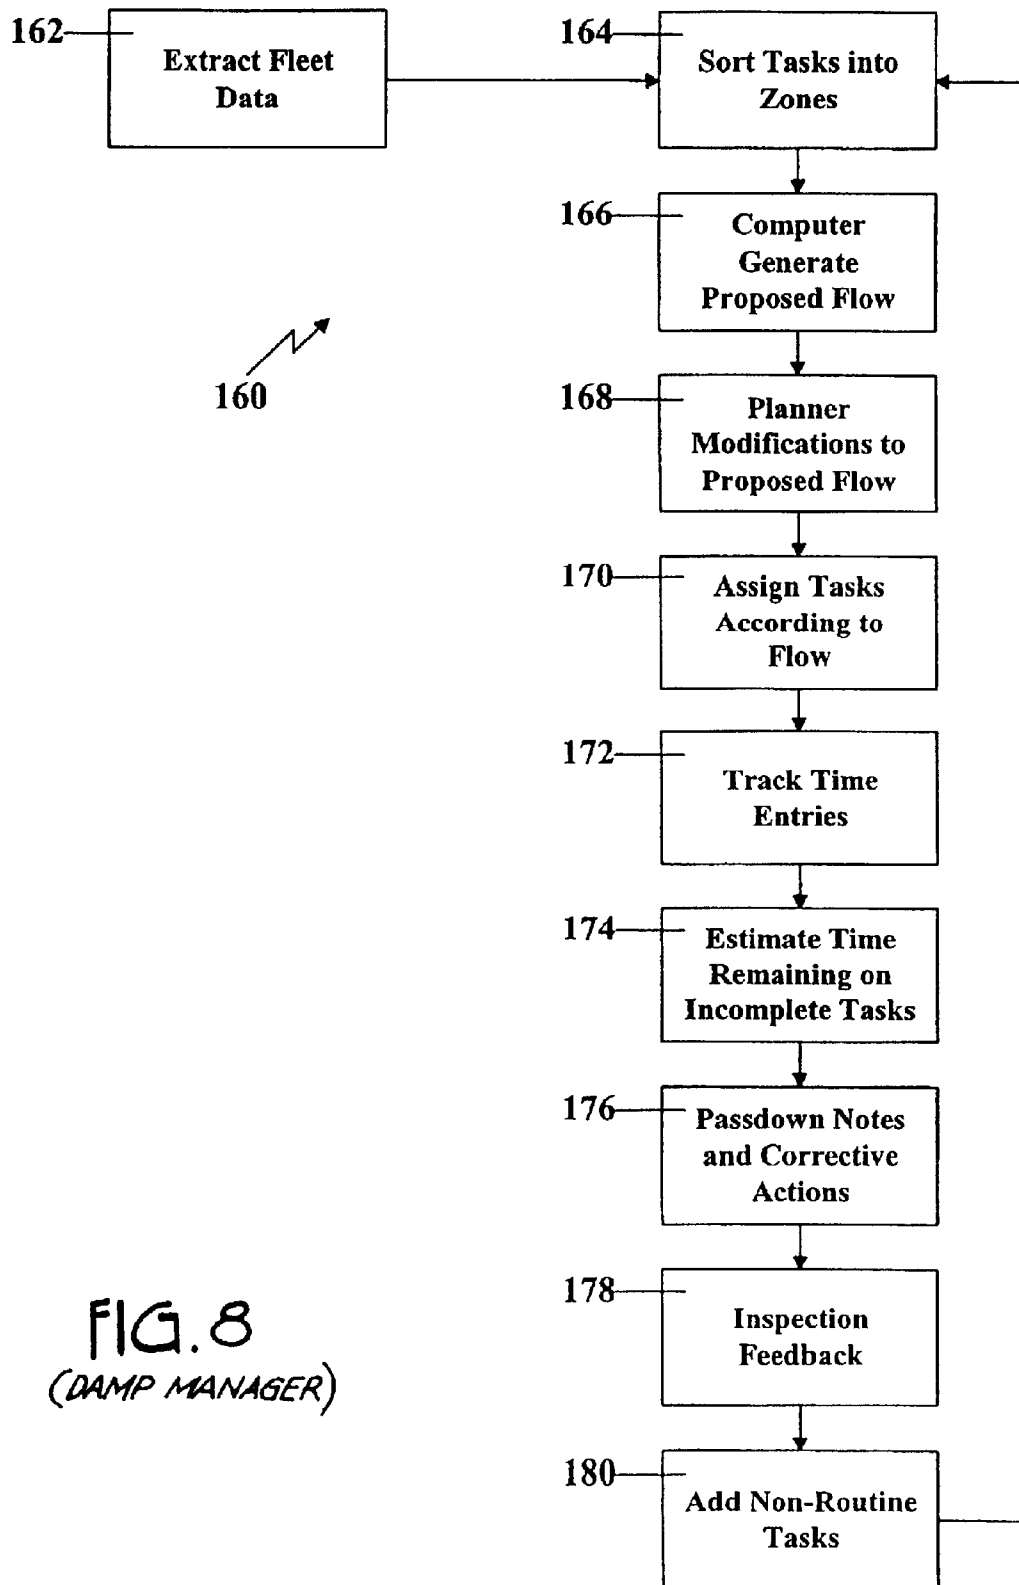 162
Extract Fleet
Data
164
Sort Tasks into
Zones
166
Computer
Generate
Proposed Flow
160
168
Planner
Modifications to
Proposed Flow
170
Assign Tasks
According to
Flow
172
Track Time
Entries
174
Estimate Time
Remaining on
Incomplete Tasks
176
Passdown Notes
and Corrective
Actions
178
Inspection
Feedback
180
Add Non-Routine
Tasks
FIG. 8
(DAMP MANAGER)